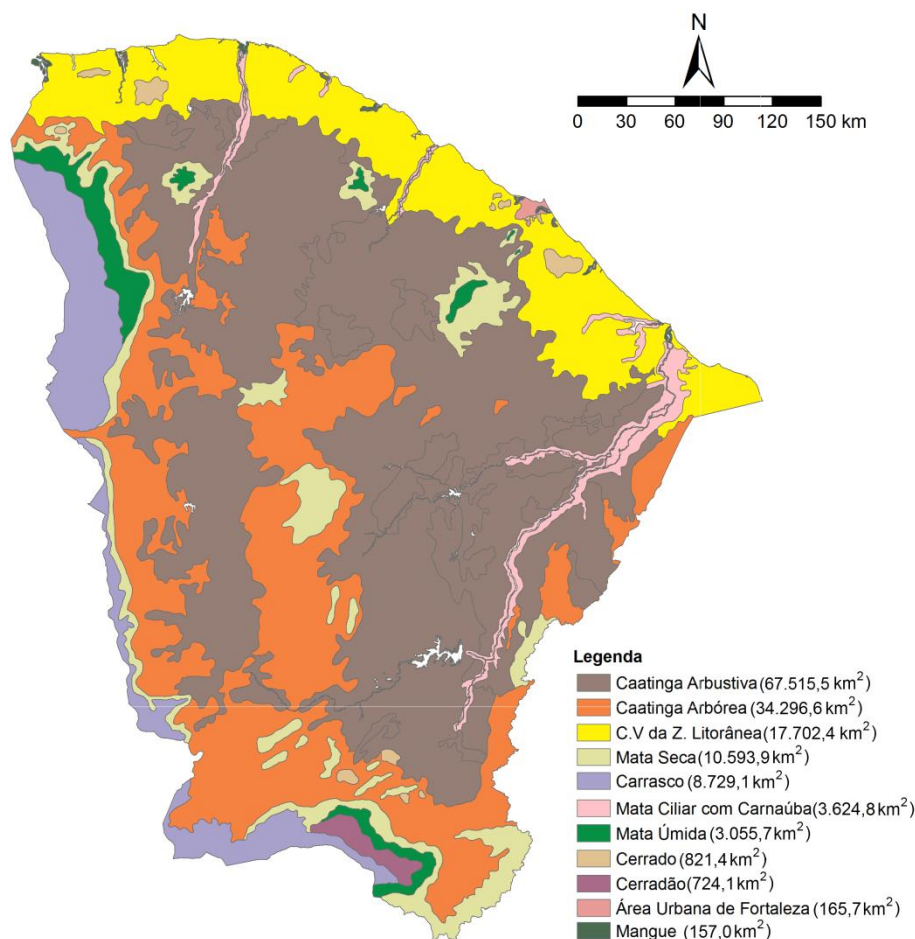 N
0 30 60 90 120 150 km
Legenda
Caatinga Arbustiva (67.515,5 km²)
Caatinga Arbórea (34.296,6 km²)
C.V da Z. Litorânea (17.702,4 km²)
Mata Seca (10.593,9 km²)
Carrasco (8.729,1 km²)
Mata Ciliar com Carnaúba (3.624,8 km²)
Mata Úmida (3.055,7 km²)
Cerrado (821,4 km²)
Cerradão (724,1 km²)
Área Urbana de Fortaleza (165,7 km²)
Mangue (157,0 km²)